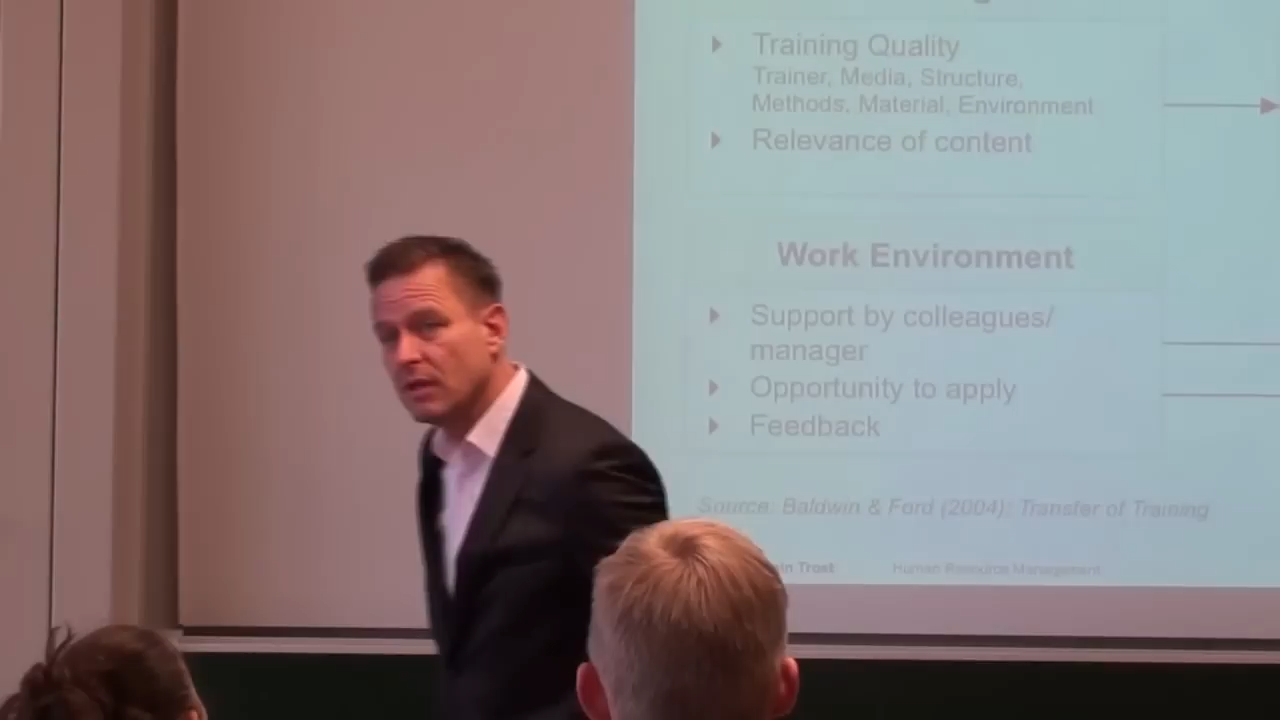 Training Quality
Trainer, Media, Structure,
Methods, Material, Environment
Relevance of content
Work Environment
Support by colleagues/
manager
Opportunity to apply
Feedback
Source: Baldwin & Ford (2004): Transfer of Training
Trost Human Resource Management